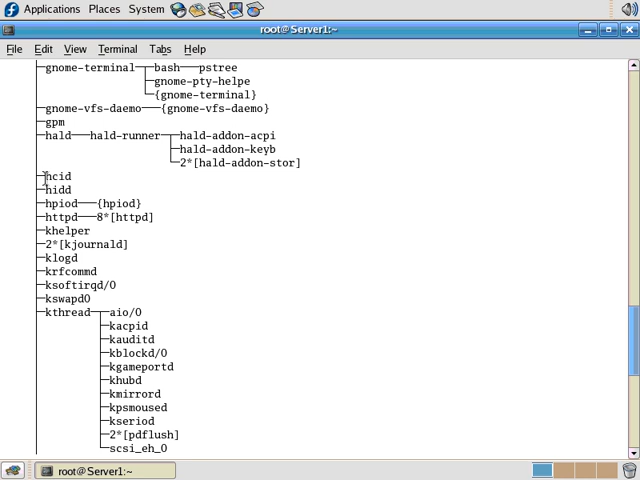 Applications Places System
root@Server1:~
File Edit View Terminal Tabs Help
gnome-terminal bash pstree
gnome-pty-helpe
{gnome-terminal}
gnome-vfs-daemo {gnome-vfs-daemo}
gpm
hald hald-runner hald-addon-acpi
hald-addon-keyb
2*[hald-addon-stor]
hcid
hidd
hpiod {hpiod}
httpd 8*[httpd]
khelper
2*[kjournald]
klogd
krfcommd
ksoftirqd/0
kswapd0
kthread aio/0
kacpid
kauditd
kblockd/0
kgameportd
khubd
kmirrord
kpsmoused
kseriod
2*[pdflush]
scsi_eh_0
root@Server1:~